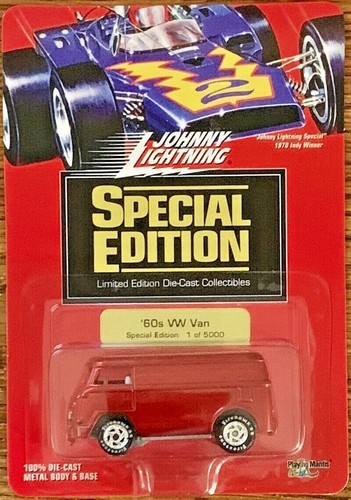 2
Johnny Lightning Special
1970 Indy Winner
JOHNNY
LIGHTNING®
SPECIAL
EDITION
Limited Edition Die-Cast Collectibles
'60s VW Van
Special Edition 1 of 5000
100% DIE-CAST
METAL BODY & BASE
Playing Mantis